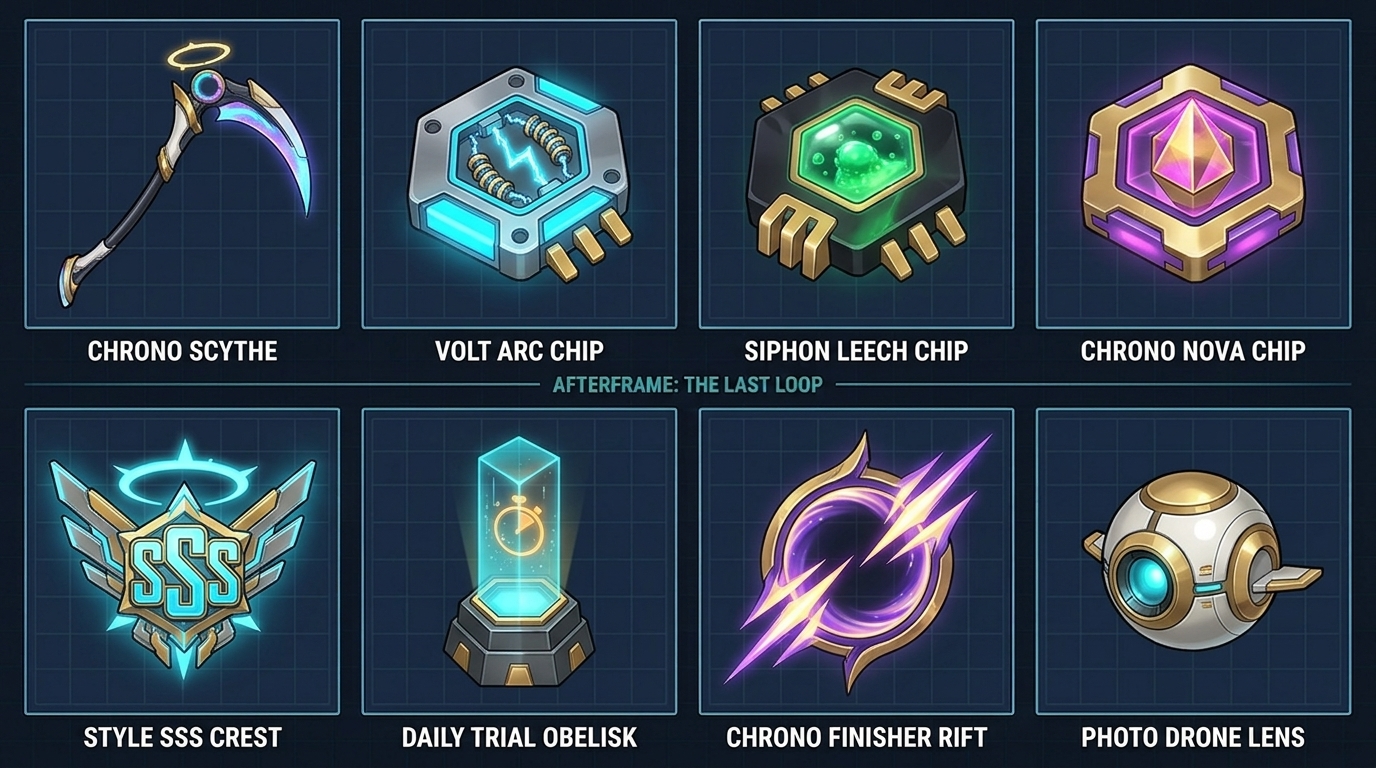 CHRONO SCYTHE
VOLT ARC CHIP
SIPHON LEECH CHIP
CHRONO NOVA CHIP
AFTERFRAME: THE LAST LOOP
SSS
STYLE SSS CREST
DAILY TRIAL OBELISK
CHRONO FINISHER RIFT
PHOTO DRONE LENS